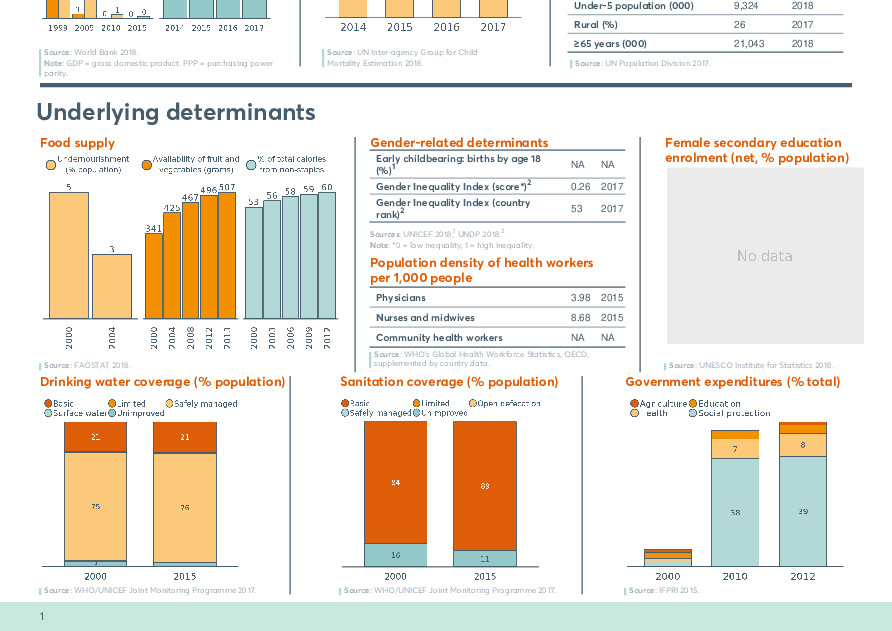 1
0
1
0
0
1999 2005 2010 2015
2014 2015 2016 2017
Source: World Bank 2018.
Note: GDP = gross domestic product. PPP = purchasing power
parity.
2014 2015 2016 2017
Source: UN Inter-agency Group for Child
Mortality Estimation 2018.
Under-5 population (000) 9,324 2018
Rural (%) 26 2017
≥65 years (000) 21,043 2018
Source: UN Population Division 2017.
Underlying determinants
Food supply
Undernourishment
(% population)
Availability of fruit and
vegetables (grams)
% of total calories
from non-staples
5
3
341 425 467 496 507
53 56 58 59 60
2000 2004
2000 2004 2008 2012
2000 2006 2009
Source: FAOSTAT 2018.
Gender-related determinants
Early childbearing: births by age 18
(%)1 NA NA
Gender Inequality Index (score*)2 0.26 2017
Gender Inequality Index (country
rank)2 53 2017
Sources: UNICEF 2018,1 UNDP 2018.2
Note: *0 = low inequality, 1 = high inequality.
Population density of health workers
per 1,000 people
Physicians 3.98 2015
Nurses and midwives 8.68 2015
Community health workers NA NA
Source: WHO's Global Health Workforce Statistics, OECD,
supplemented by country data.
Female secondary education
enrolment (net, % population)
No data
Source: UNESCO Institute for Statistics 2018.
Drinking water coverage (% population)
Basic Limited Safely managed
Surface water Unimproved
21 21
75 76
2000 2015
Source: WHO/UNICEF Joint Monitoring Programme 2017.
Sanitation coverage (% population)
Basic Limited Open defecation
Safely managed Unimproved
84 89
16 11
2000 2015
Source: WHO/UNICEF Joint Monitoring Programme 2017.
Government expenditures (% total)
Agriculture Education
Health Social protection
7 8
38 39
2000 2010 2012
Source: IFPRI 2015.
1